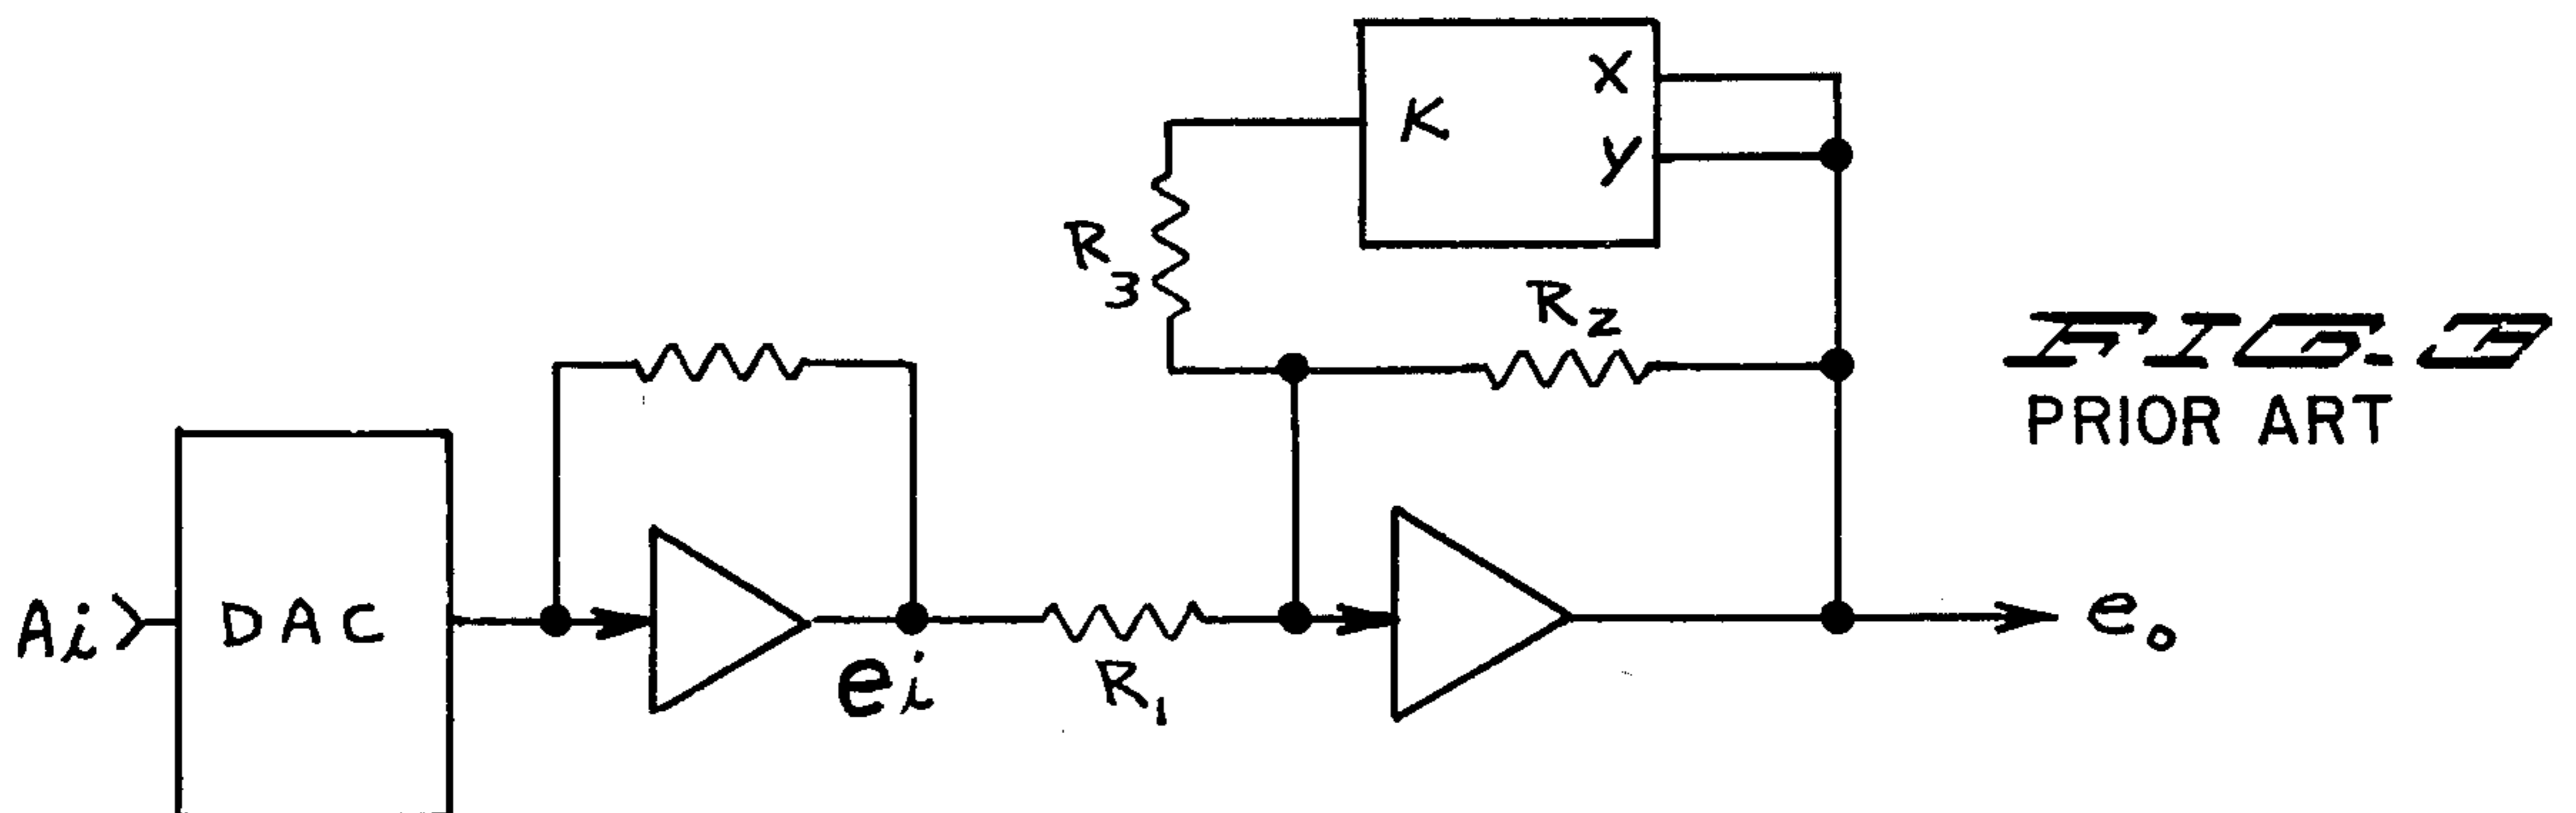 X
K
Y
R3
R2
FIG. 3
PRIOR ART
Ai
DAC
ei
R1
eo